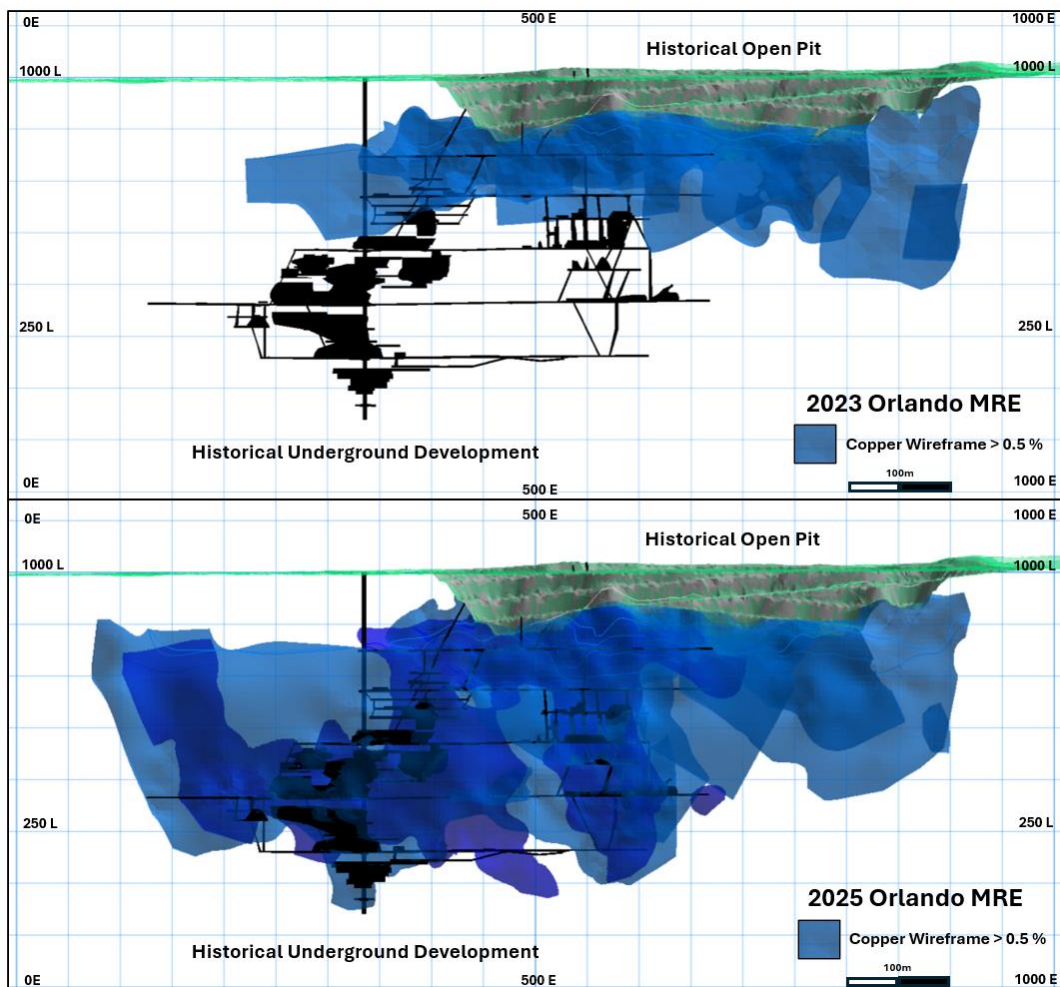 0E 500 E 1000 E
Historical Open Pit
1000 L 1000 L
250 L 250 L
2023 Orlando MRE
Copper Wireframe > 0.5 %
Historical Underground Development
100m
0E 500 E 1000 E
0E 500 E 1000 E
Historical Open Pit
1000 L 1000 L
250 L 250 L
2025 Orlando MRE
Copper Wireframe > 0.5 %
Historical Underground Development
100m
0E 500 E 1000 E